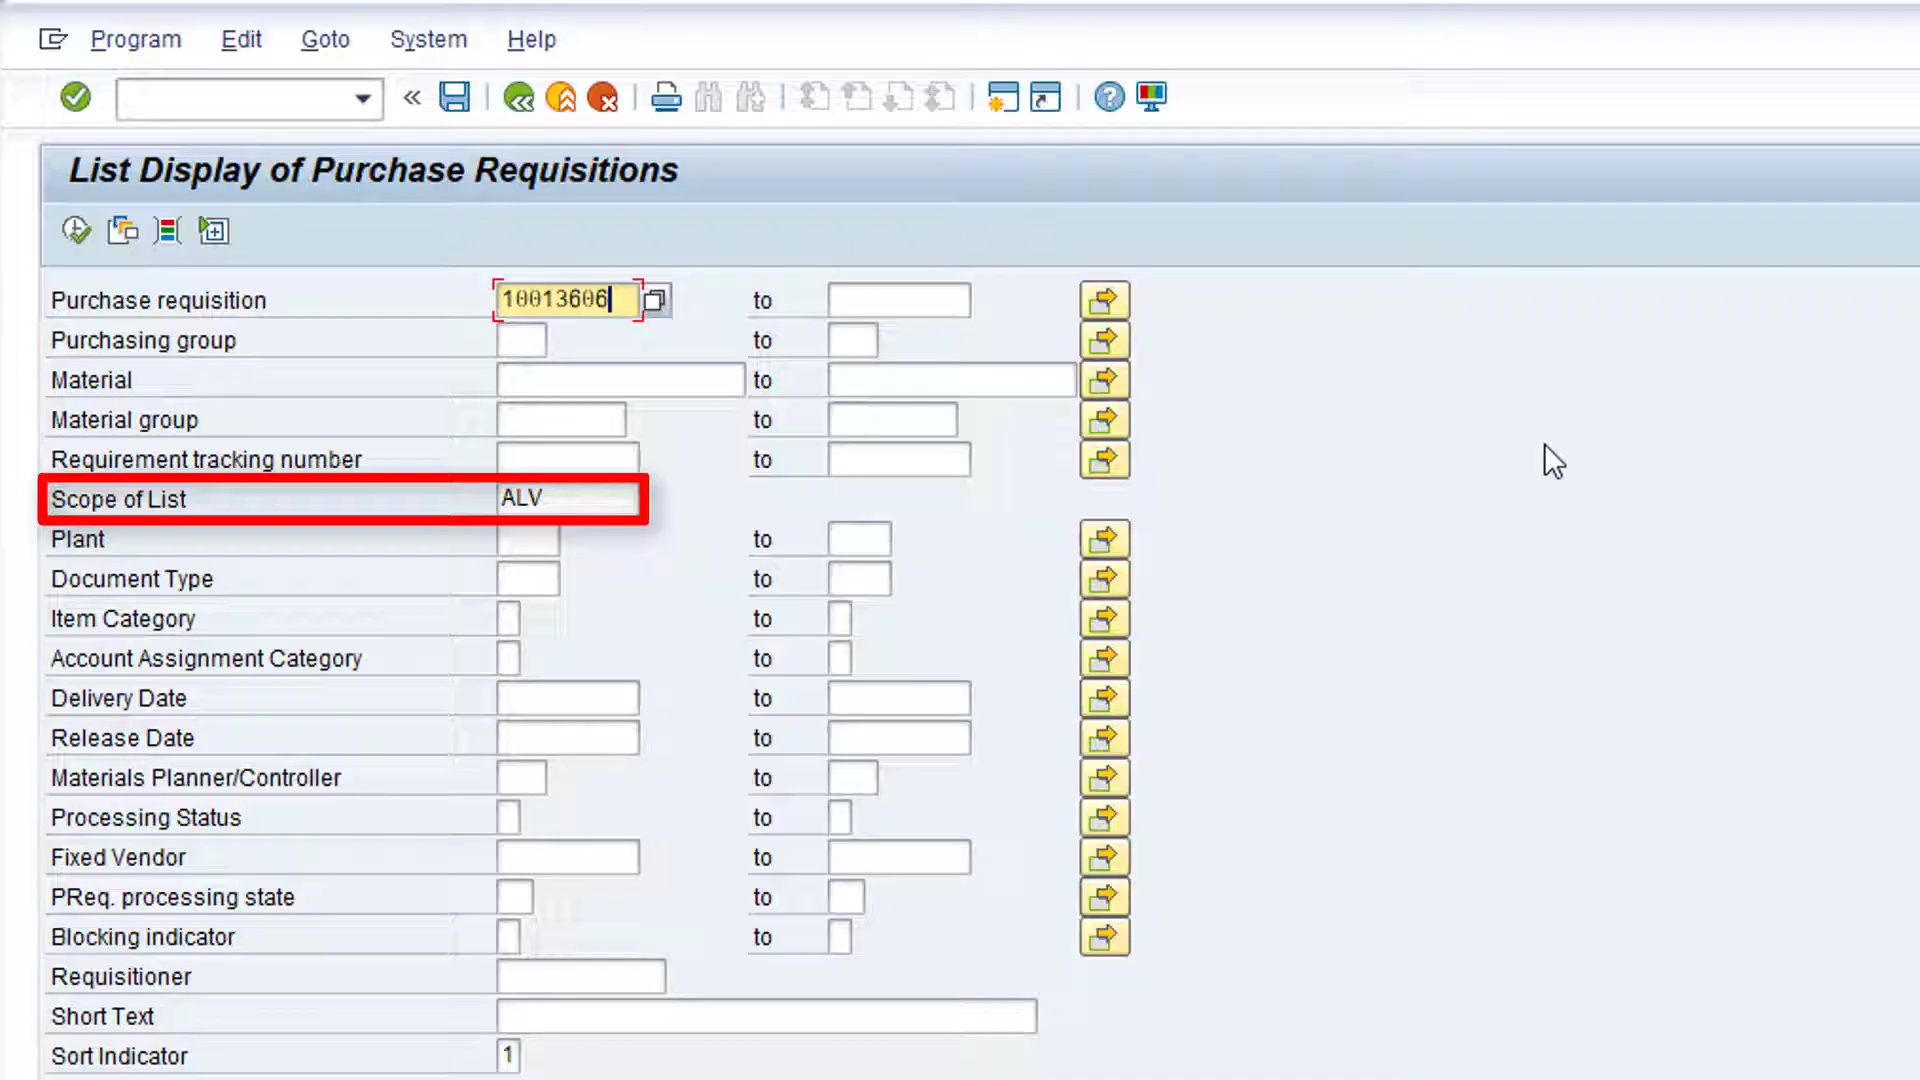 Program Edit Goto System Help
List Display of Purchase Requisitions
Purchase requisition 10013606 to
Purchasing group to
Material to
Material group to
Requirement tracking number to
Scope of List ALV
Plant to
Document Type to
Item Category to
Account Assignment Category to
Delivery Date to
Release Date to
Materials Planner/Controller to
Processing Status to
Fixed Vendor to
PReq. processing state to
Blocking indicator to
Requisitioner
Short Text
Sort Indicator 1